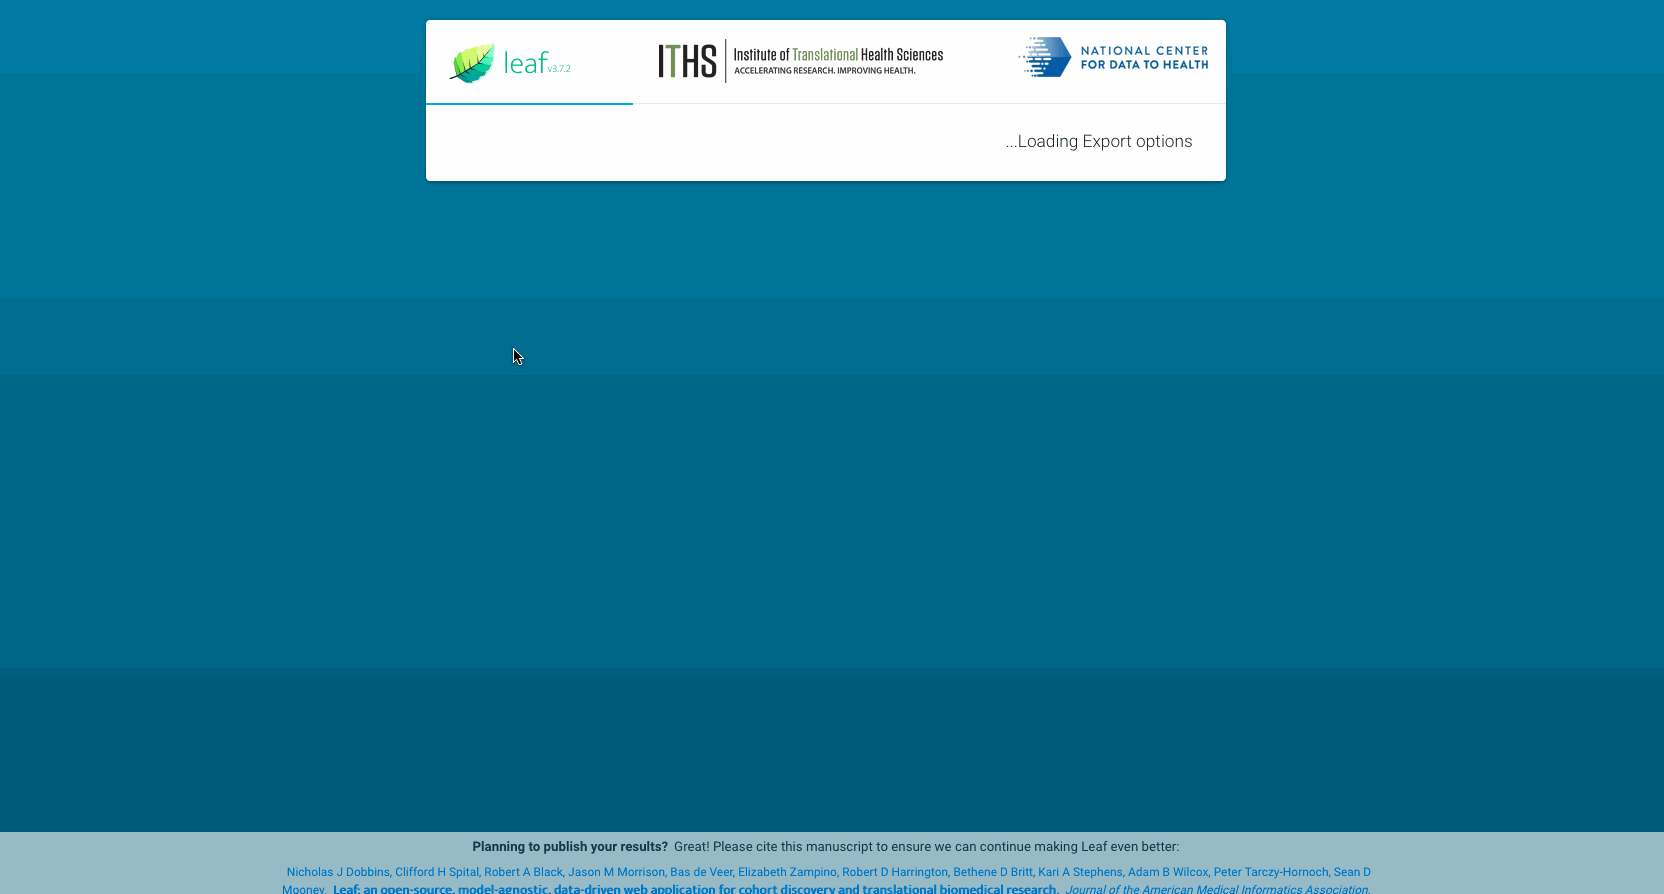 leaf v3.7.2
ITHS Institute of Translational Health Sciences
ACCELERATING RESEARCH. IMPROVING HEALTH.
NATIONAL CENTER
FOR DATA TO HEALTH
...Loading Export options
Planning to publish your results? Great! Please cite this manuscript to ensure we can continue making Leaf even better:
Nicholas J Dobbins, Clifford H Spital, Robert A Black, Jason M Morrison, Bas de Veer, Elizabeth Zampino, Robert D Harrington, Bethene D Britt, Kari A Stephens, Adam B Wilcox, Peter Tarczy-Hornoch, Sean D
Mooney. Leaf: an open-source, model-agnostic, data-driven web application for cohort discovery and translational biomedical research. Journal of the American Medical Informatics Association.